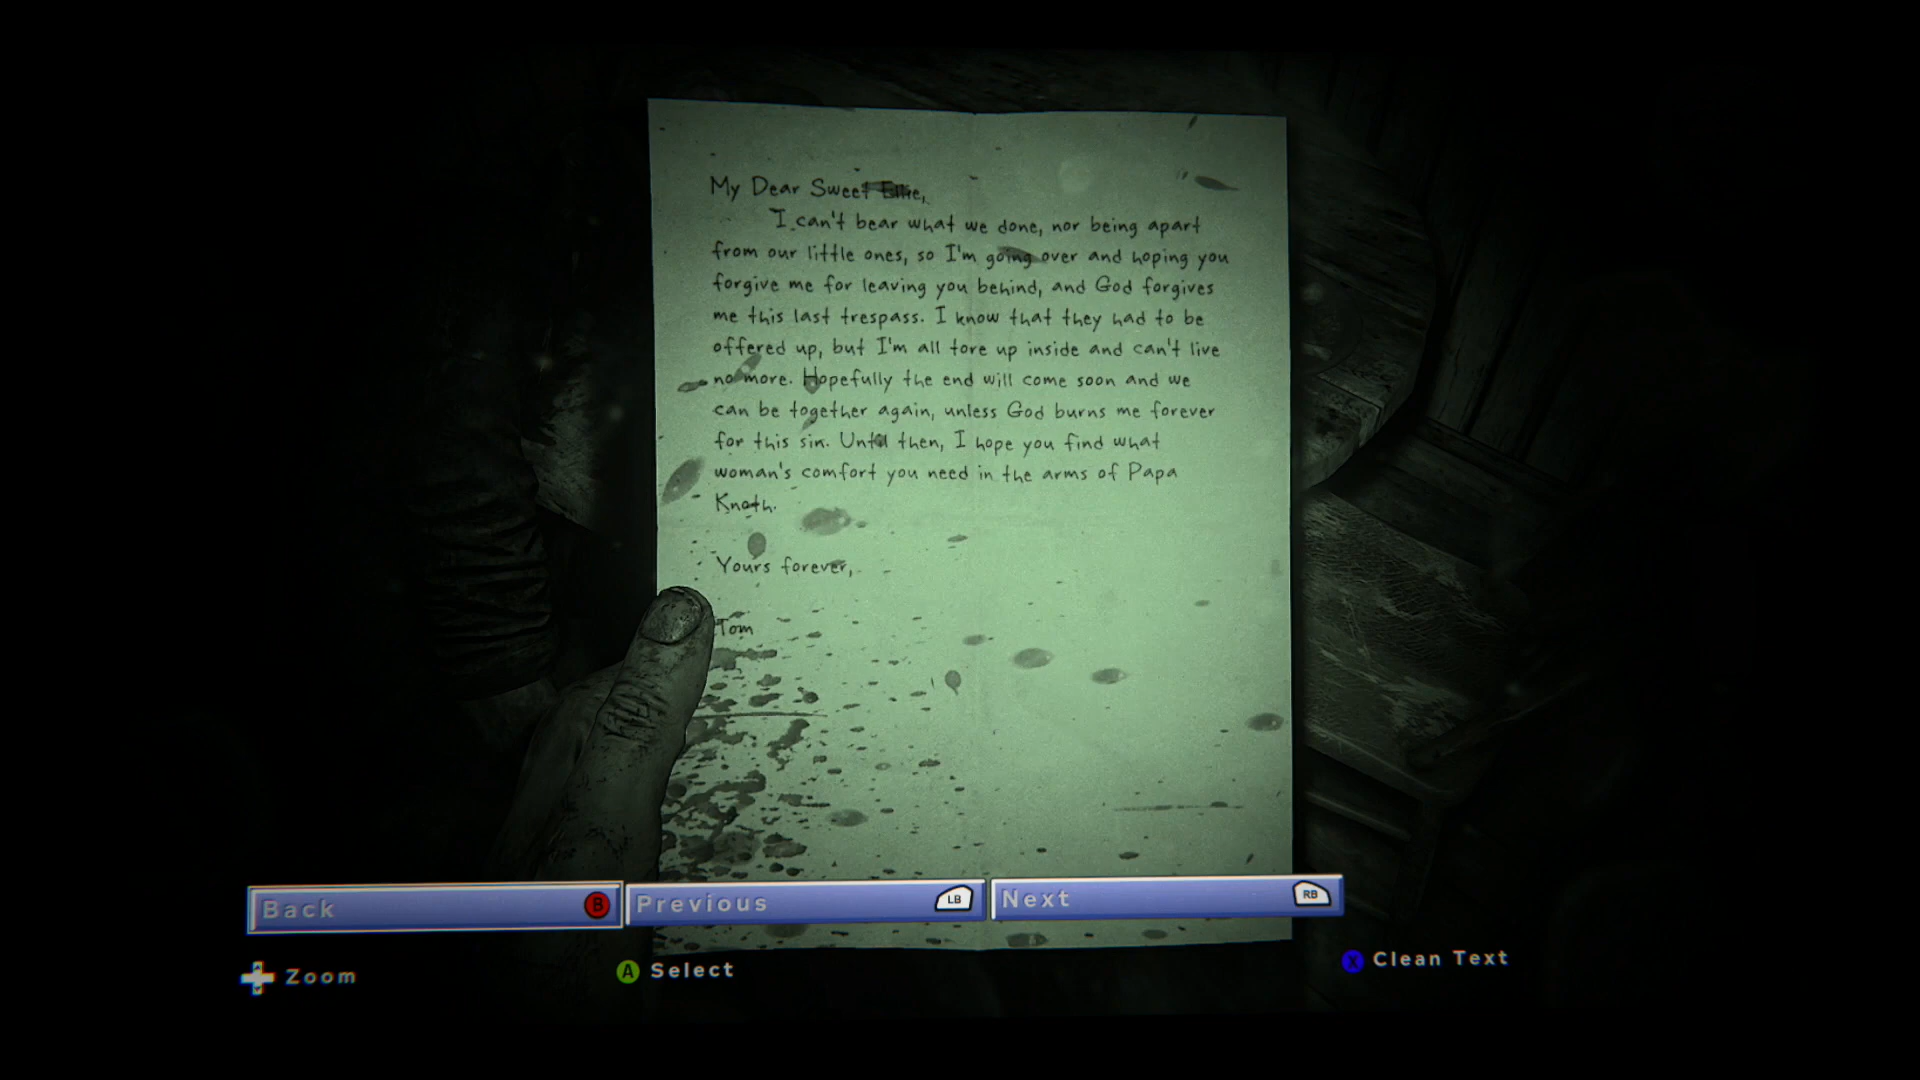 My Dear Sweet Ellie,
I can't bear what we done, nor being apart
from our little ones, so I'm going over and hoping you
forgive me for leaving you behind, and God forgives
me this last trespass. I know that they had to be
offered up, but I'm all tore up inside and can't live
no more. Hopefully the end will come soon and we
can be together again, unless God burns me forever
for this sin. Until then, I hope you find what
woman's comfort you need in the arms of Papa
Knoth.
Yours forever,
Tom
Back B Previous LB Next RB
Zoom A Select X Clean Text